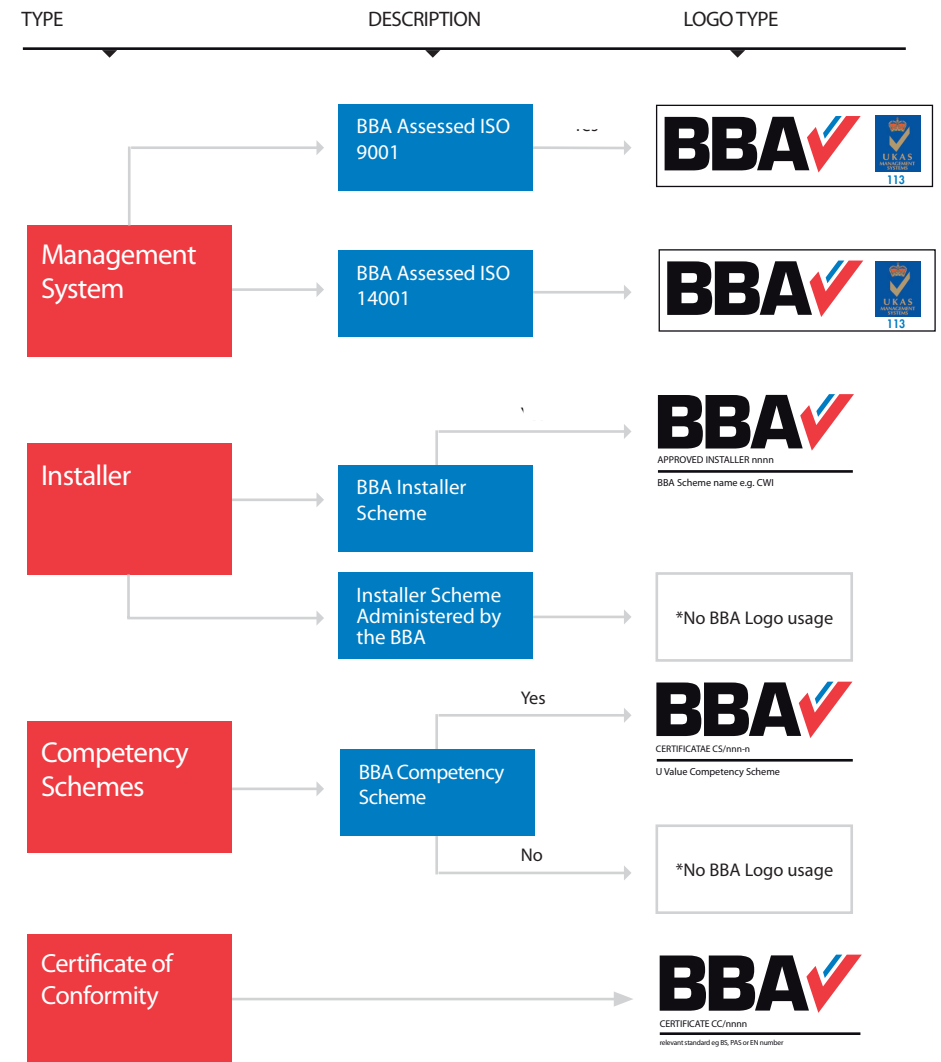 TYPE DESCRIPTION LOGO TYPE
BBA Assessed ISO
9001
BBA
UKAS
MANAGEMENT
SYSTEMS
113
Management
System
BBA Assessed ISO
14001
BBA
UKAS
MANAGEMENT
SYSTEMS
113
Installer
BBA Installer
Scheme
BBA
APPROVED INSTALLER nnnn
BBA Scheme name e.g. CWI
Installer Scheme
Administered by
the BBA
*No BBA Logo usage
Competency
Schemes
BBA Competency
Scheme
Yes
BBA
CERTIFICATAE CS/nnn-n
U Value Competency Scheme
No
*No BBA Logo usage
Certificate of
Conformity
BBA
CERTIFICATE CC/nnnn
relevant standard eg BS, PAS or EN number